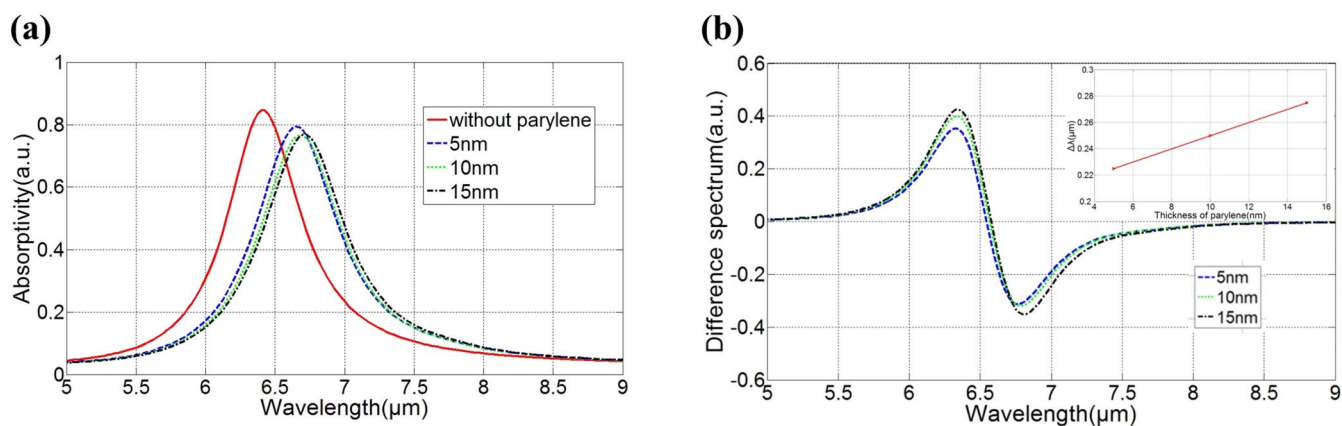 (a)
1
0.8
0.6
0.4
0.2
0
Absorptivity(a.u.)
5 5.5 6 6.5 7 7.5 8 8.5 9
Wavelength(μm)
without parylene
5nm
10nm
15nm
(b)
0.6
0.4
0.2
0
-0.2
-0.4
-0.6
Difference spectrum(a.u.)
5 5.5 6 6.5 7 7.5 8 8.5 9
Wavelength(μm)
0.3
0.28
0.26
0.24
0.22
0.2
Δλ(μm)
4 6 8 10 12 14 16
Thickness of parylene(nm)
5nm
10nm
15nm